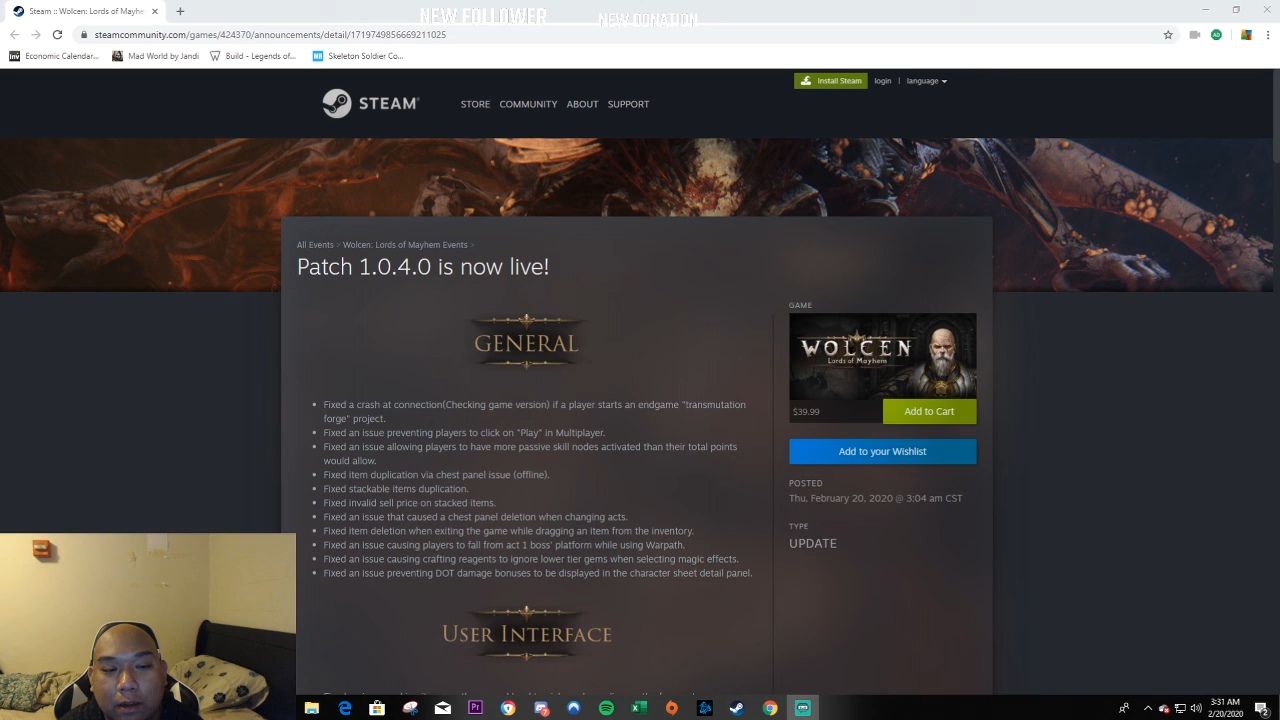 Steam :: Wolcen: Lords of Mayhe
NEW FOLLOWER
NEW DONATION
steamcommunity.com/games/424370/announcements/detail/1719749856669211025
Economic Calendar...
Mad World by Jandi
Build - Legends of...
Skeleton Soldier Co...
Install Steam
login | language
STEAM
STORE COMMUNITY ABOUT SUPPORT
All Events > Wolcen: Lords of Mayhem Events >
Patch 1.0.4.0 is now live!
GENERAL
Fixed a crash at connection(Checking game version) if a player starts an endgame "transmutation
forge" project.
Fixed an issue preventing players to click on "Play" in Multiplayer.
Fixed an issue allowing players to have more passive skill nodes activated than their total points
would allow.
Fixed item duplication via chest panel issue (offline).
Fixed stackable items duplication.
Fixed invalid sell price on stacked items.
Fixed an issue that caused a chest panel deletion when changing acts.
Fixed item deletion when exiting the game while dragging an item from the inventory.
Fixed an issue causing players to fall from act 1 boss' platform while using Warpath.
Fixed an issue causing crafting reagents to ignore lower tier gems when selecting magic effects.
Fixed an issue preventing DOT damage bonuses to be displayed in the character sheet detail panel.
USER INTERFACE
GAME
WOLCEN
Lords of Mayhem
$39.99
Add to Cart
Add to your Wishlist
POSTED
Thu, February 20, 2020 @ 3:04 am CST
TYPE
UPDATE
3:31 AM
2/20/2020